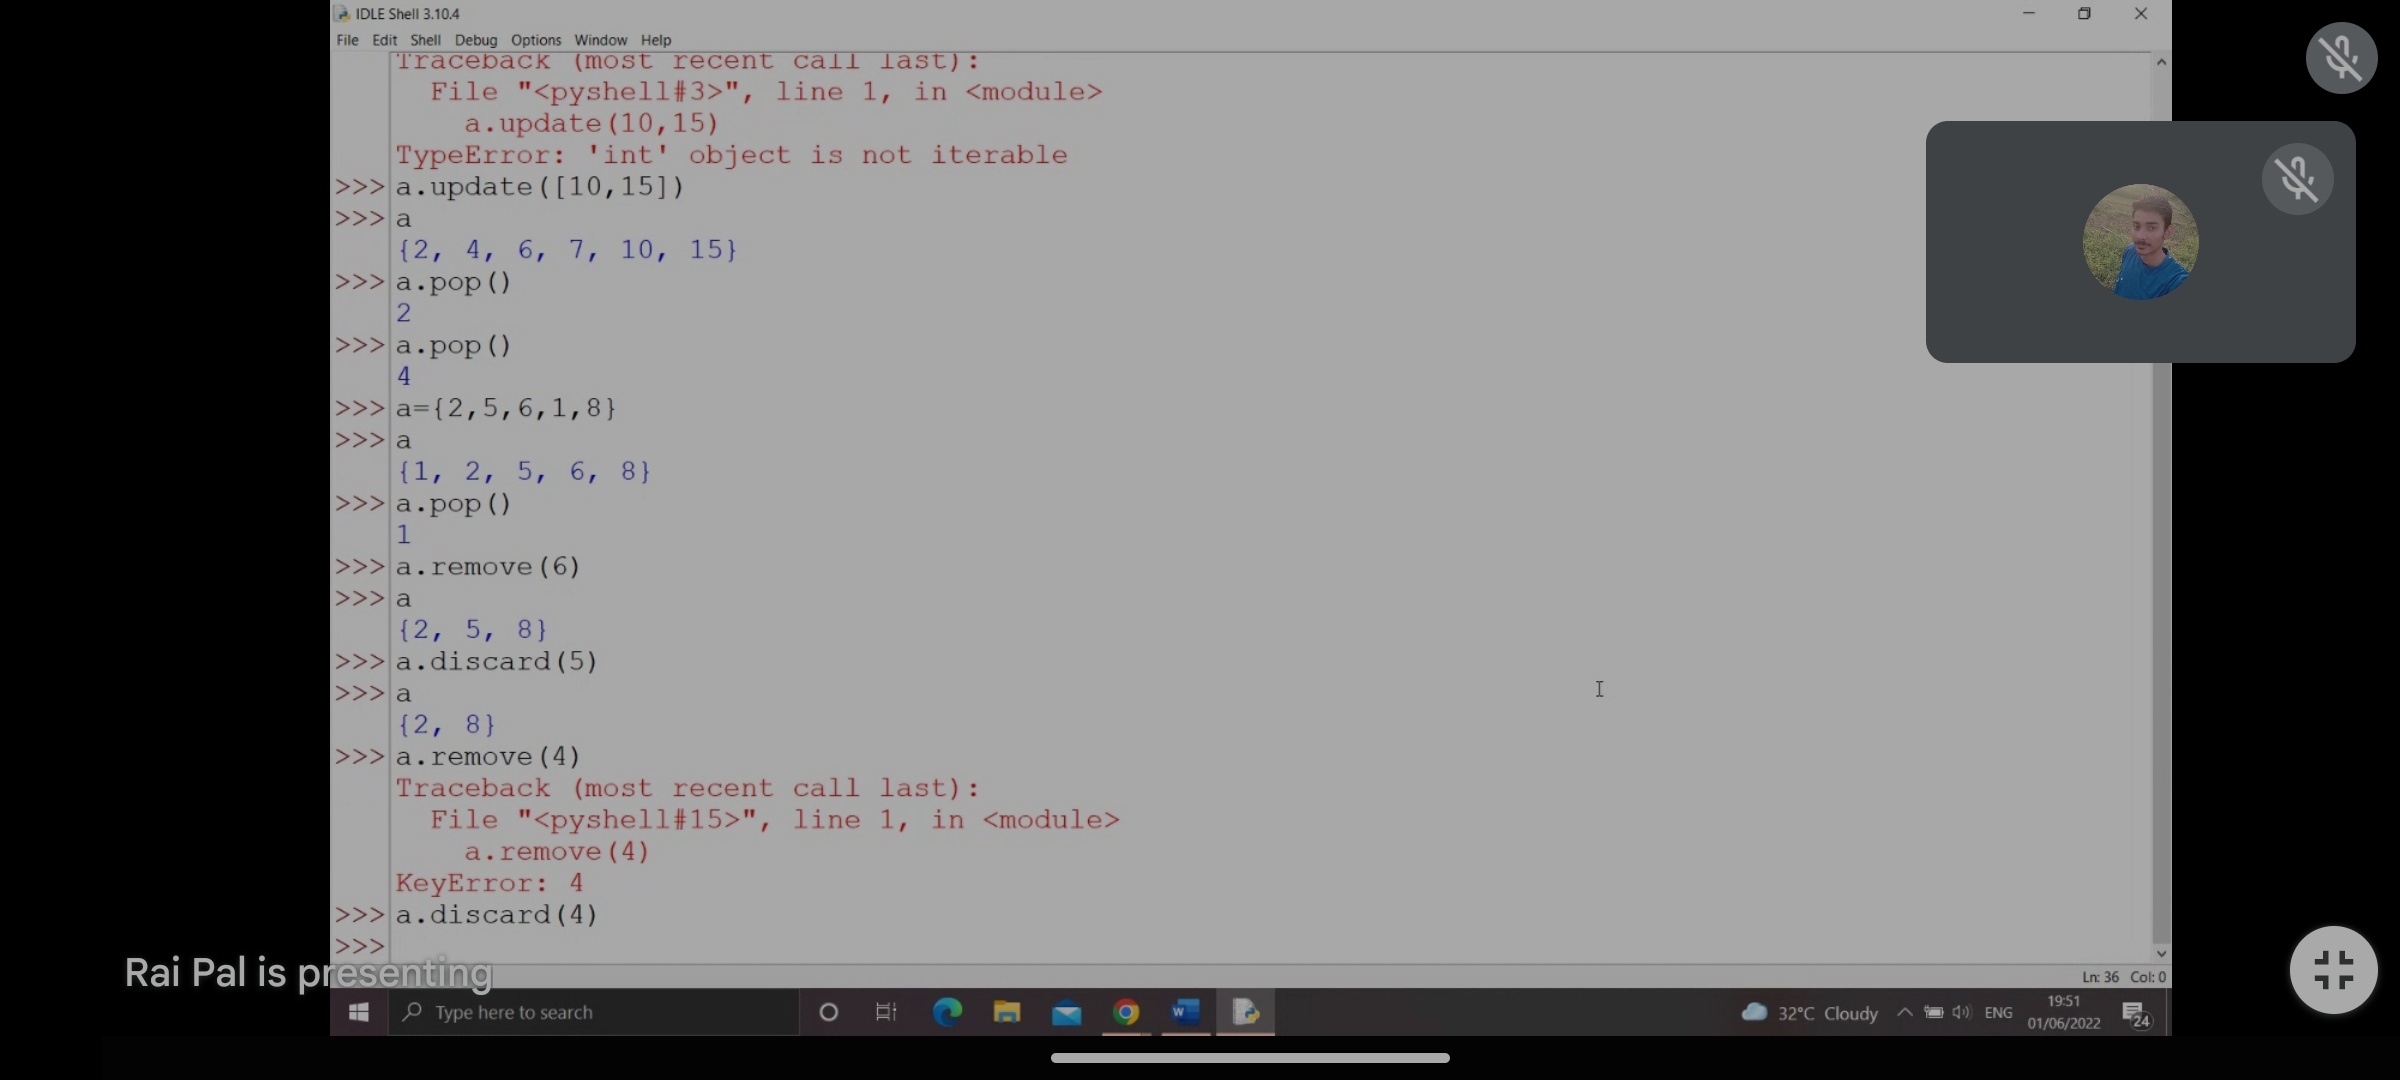 IDLE Shell 3.10.4
File Edit Shell Debug Options Window Help
Traceback (most recent call last):
  File "<pyshell#3>", line 1, in <module>
    a.update(10,15)
TypeError: 'int' object is not iterable
>>> a.update([10,15])
>>> a
{2, 4, 6, 7, 10, 15}
>>> a.pop()
2
>>> a.pop()
4
>>> a={2,5,6,1,8}
>>> a
{1, 2, 5, 6, 8}
>>> a.pop()
1
>>> a.remove(6)
>>> a
{2, 5, 8}
>>> a.discard(5)
>>> a
{2, 8}
>>> a.remove(4)
Traceback (most recent call last):
  File "<pyshell#15>", line 1, in <module>
    a.remove(4)
KeyError: 4
>>> a.discard(4)
>>>
Rai Pal is presenting
Ln: 36 Col: 0
Type here to search
W
32°C Cloudy
ENG
19:51
01/06/2022
24